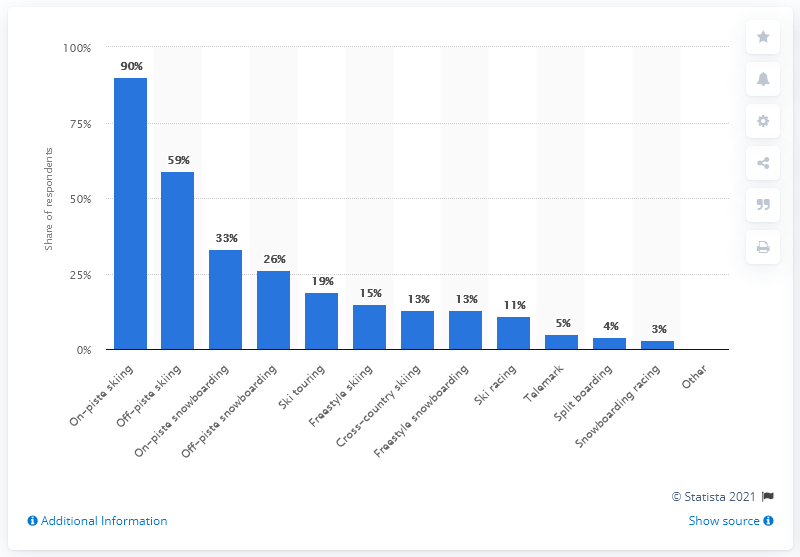 100%
75%
50%
25%
0%
Share of respondents
90%
59%
33%
26%
19%
15%
13%
13%
11%
5%
4%
3%
On-piste skiing
Off-piste skiing
On-piste snowboarding
Off-piste snowboarding
Ski touring
Freestyle skiing
Cross-country skiing
Freestyle snowboarding
Ski racing
Telemark
Split boarding
Snowboarding racing
Other
© Statista 2021
Additional Information
Show source